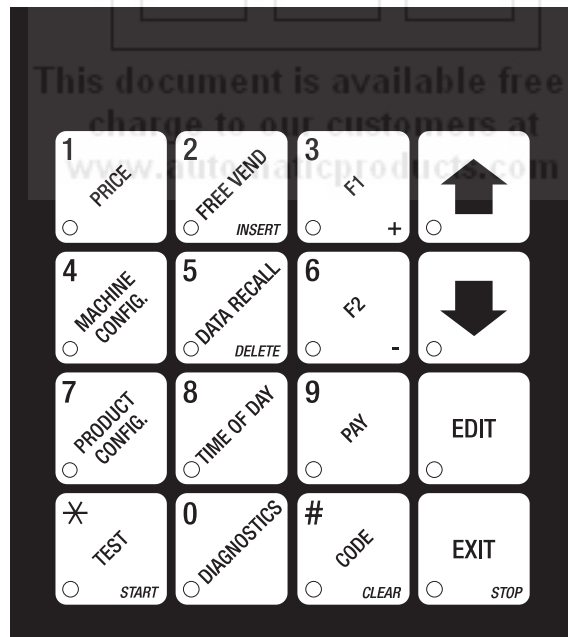 This document is available free
charge to our customers at
www.automaticproducts.com
1
PRICE
2
FREE VEND
INSERT
3
F1
+
4
MACHINE
CONFIG.
5
DATA RECALL
DELETE
6
F2
-
7
PRODUCT
CONFIG.
8
TIME OF DAY
9
PAY
EDIT
*
TEST
START
0
DIAGNOSTICS
#
CODE
CLEAR
EXIT
STOP